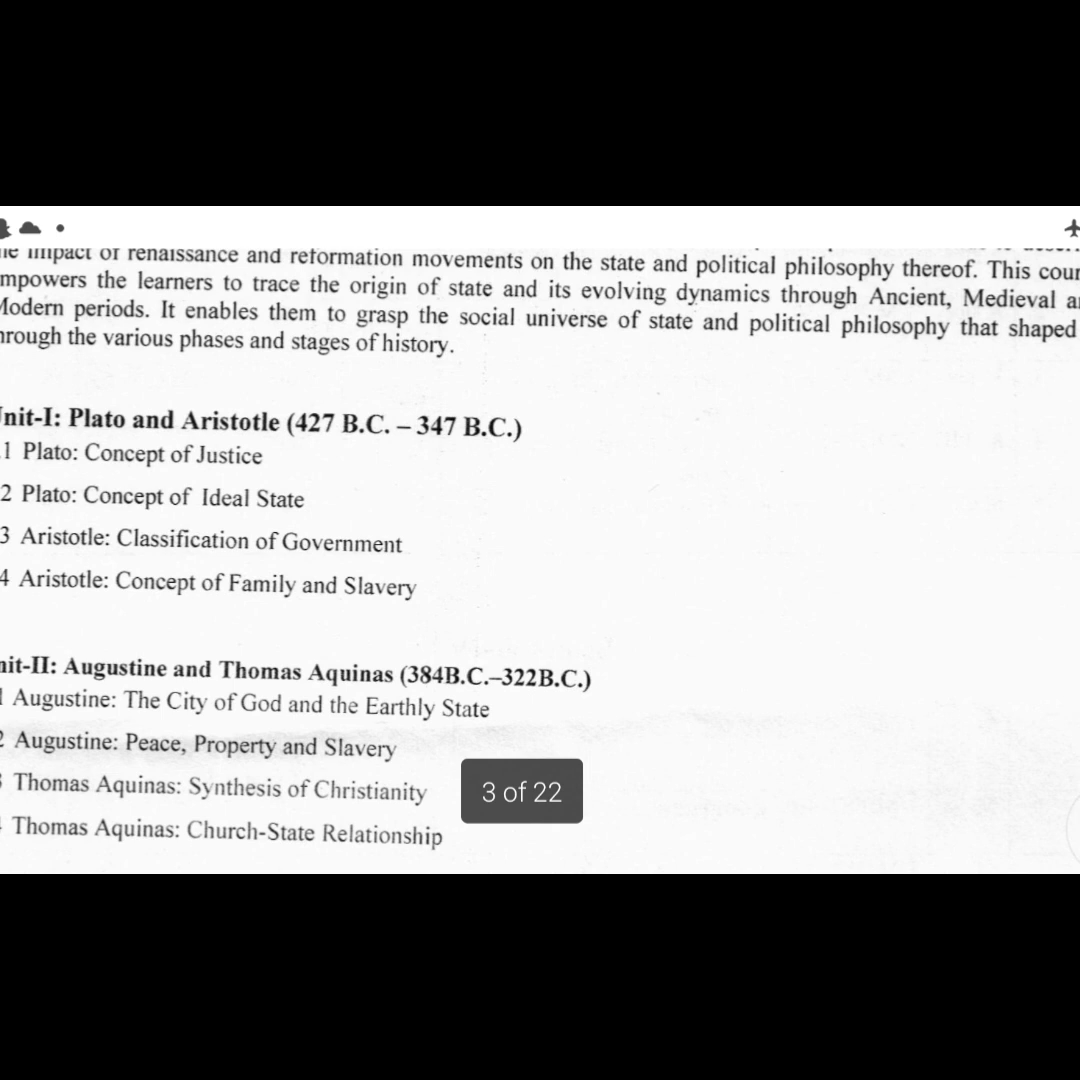 impact of renaissance and reformation movements on the state and political philosophy thereof. This
the learners to trace the origin of state and its evolving dynamics through Ancient, Medieval
periods. It enables them to grasp the social universe of state and political philosophy that shaped
the various phases and stages of history.
nit-I: Plato and Aristotle (427 B.C. – 347 B.C.)
1 Plato: Concept of Justice
2 Plato: Concept of Ideal State
3 Aristotle: Classification of Government
4 Aristotle: Concept of Family and Slavery
nit-II: Augustine and Thomas Aquinas (384B.C.–322B.C.)
Augustine: The City of God and the Earthly State
2 Augustine: Peace, Property and Slavery
Thomas Aquinas: Synthesis of Christianity
3 of 22
Thomas Aquinas: Church-State Relationship